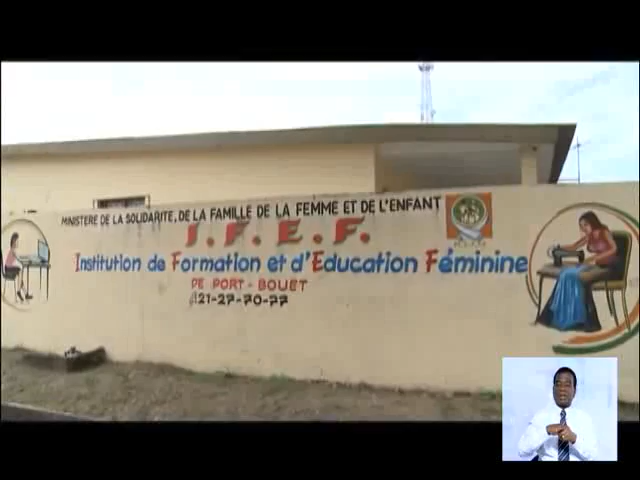 MINISTERE DE LA SOLIDARITE, DE LA FAMILLE DE LA FEMME ET DE L'ENFANT
I.F.E.F.
Institution de Formation et d'Education Féminine
DE PORT-BOUET
21-27-70-77